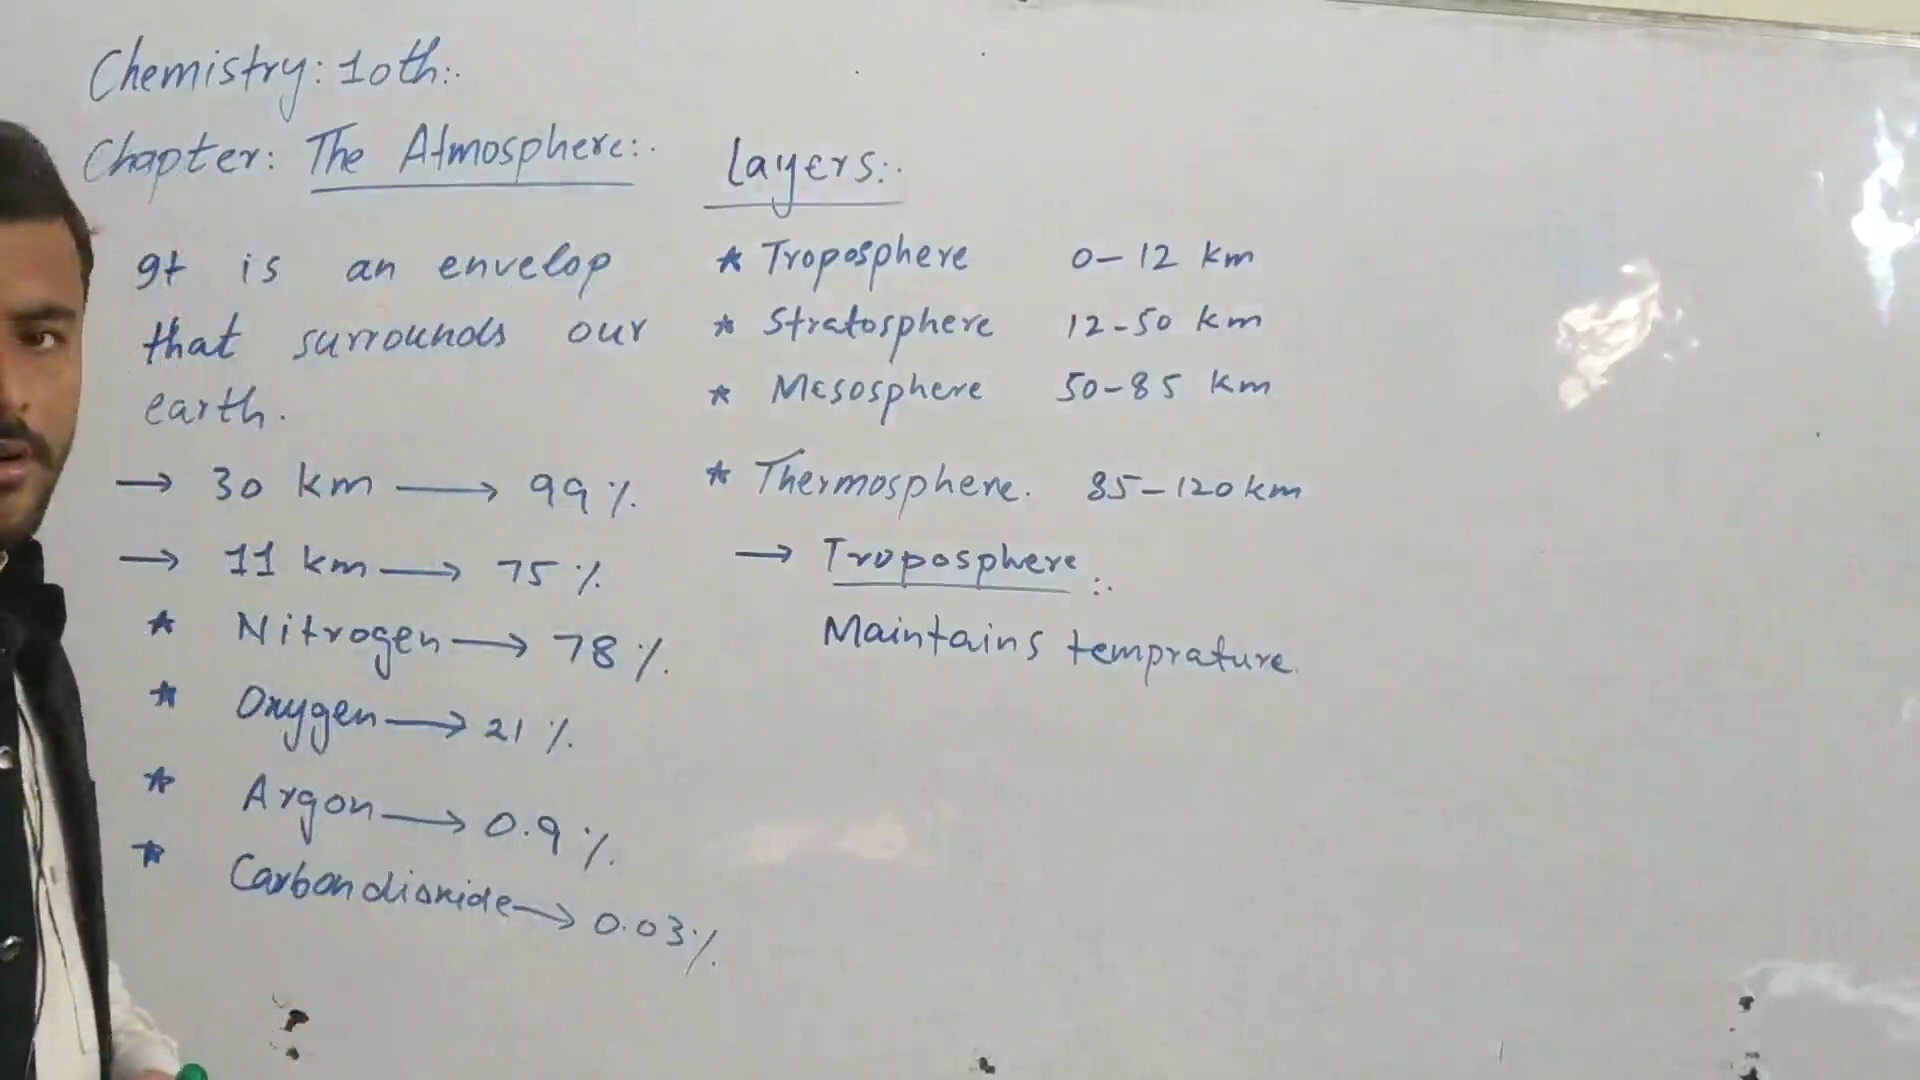 Chemistry: 10th:.
Chapter: The Atmosphere:.
It is an envelop
that surrounds our
earth.
→ 30 km → 99 %.
→ 11 km → 75 %.
* Nitrogen → 78 %.
* Oxygen → 21 %.
* Argon → 0.9 %.
* Carbondioxide → 0.03 %.
Layers:.
* Troposphere 0-12 km
* Stratosphere 12-50 km
* Mesosphere 50-85 km
* Thermosphere. 85-120 km
→ Troposphere :.
Maintains temprature.